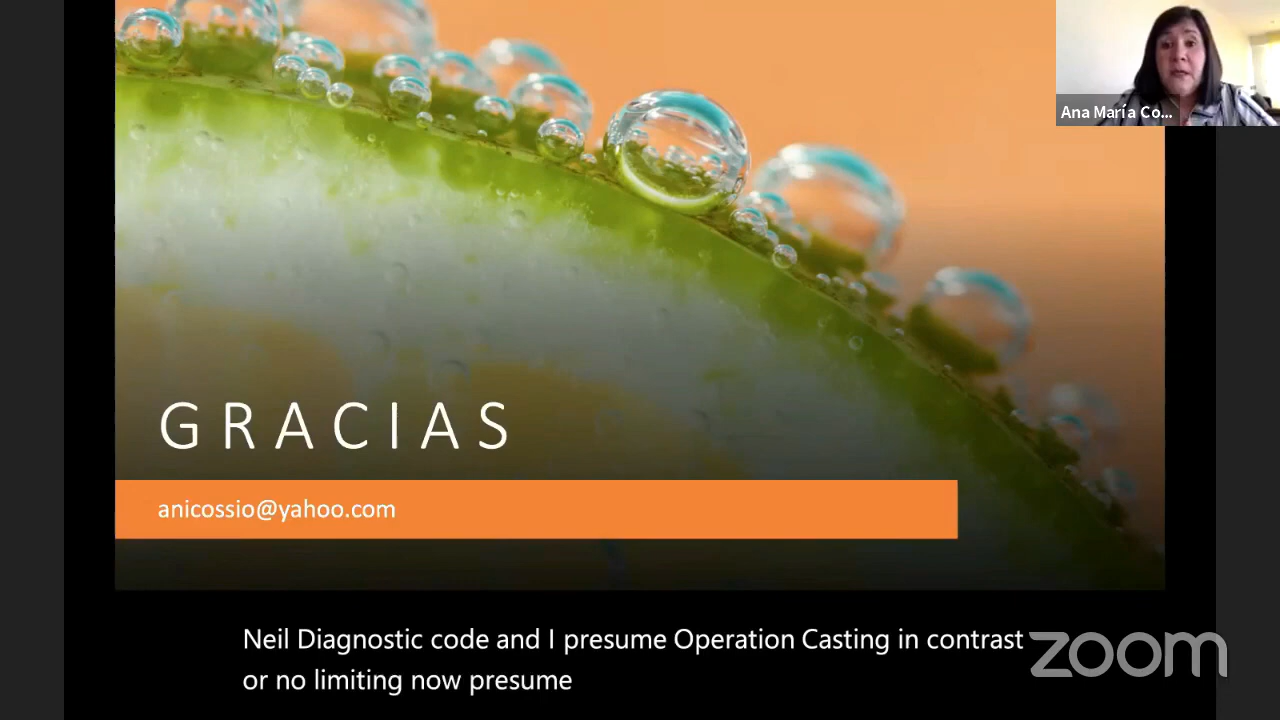 Ana María Co...
GRACIAS
anicossio@yahoo.com
Neil Diagnostic code and I presume Operation Casting in contrast
or no limiting now presume
zoom